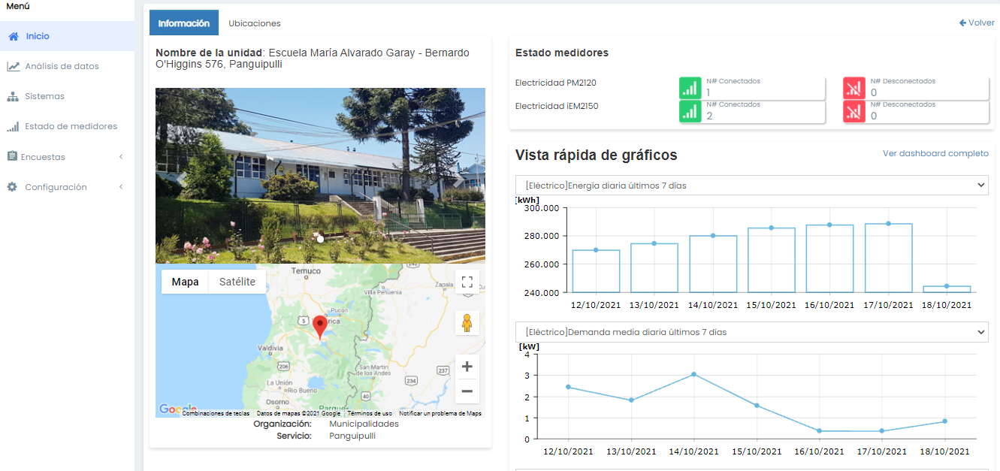 Menú
Inicio
Análisis de datos
Sistemas
Estado de medidores
Encuestas
Configuración
Información
Ubicaciones
Volver
Nombre de la unidad: Escuela María Alvarado Garay - Bernardo
O'Higgins 576, Panguipulli
Mapa
Satélite
Temuco
Villa Pehuenia
Zapala
Pucón
5
Valdivia
206
San Martin
de los Andes
237
234
La Unión
Río Bueno
40
Osorno
Parque
Google
Combinaciones de teclas
Datos de mapas ©2021 Google
Términos de uso
Notificar un problema de Maps
Organización: Municipalidades
Servicio: Panguipulli
Estado medidores
Electricidad PM2120
N# Conectados
1
N# Desconectados
0
Electricidad iEM2150
N# Conectados
2
N# Desconectados
0
Vista rápida de gráficos
Ver dashboard completo
[Eléctrico]Energía diaria últimos 7 días
[kWh]
300.000
280.000
260.000
240.000
12/10/2021 13/10/2021 14/10/2021 15/10/2021 16/10/2021 17/10/2021 18/10/2021
[Eléctrico]Demanda media diaria últimos 7 días
[kW]
4
3
2
1
0
12/10/2021 13/10/2021 14/10/2021 15/10/2021 16/10/2021 17/10/2021 18/10/2021